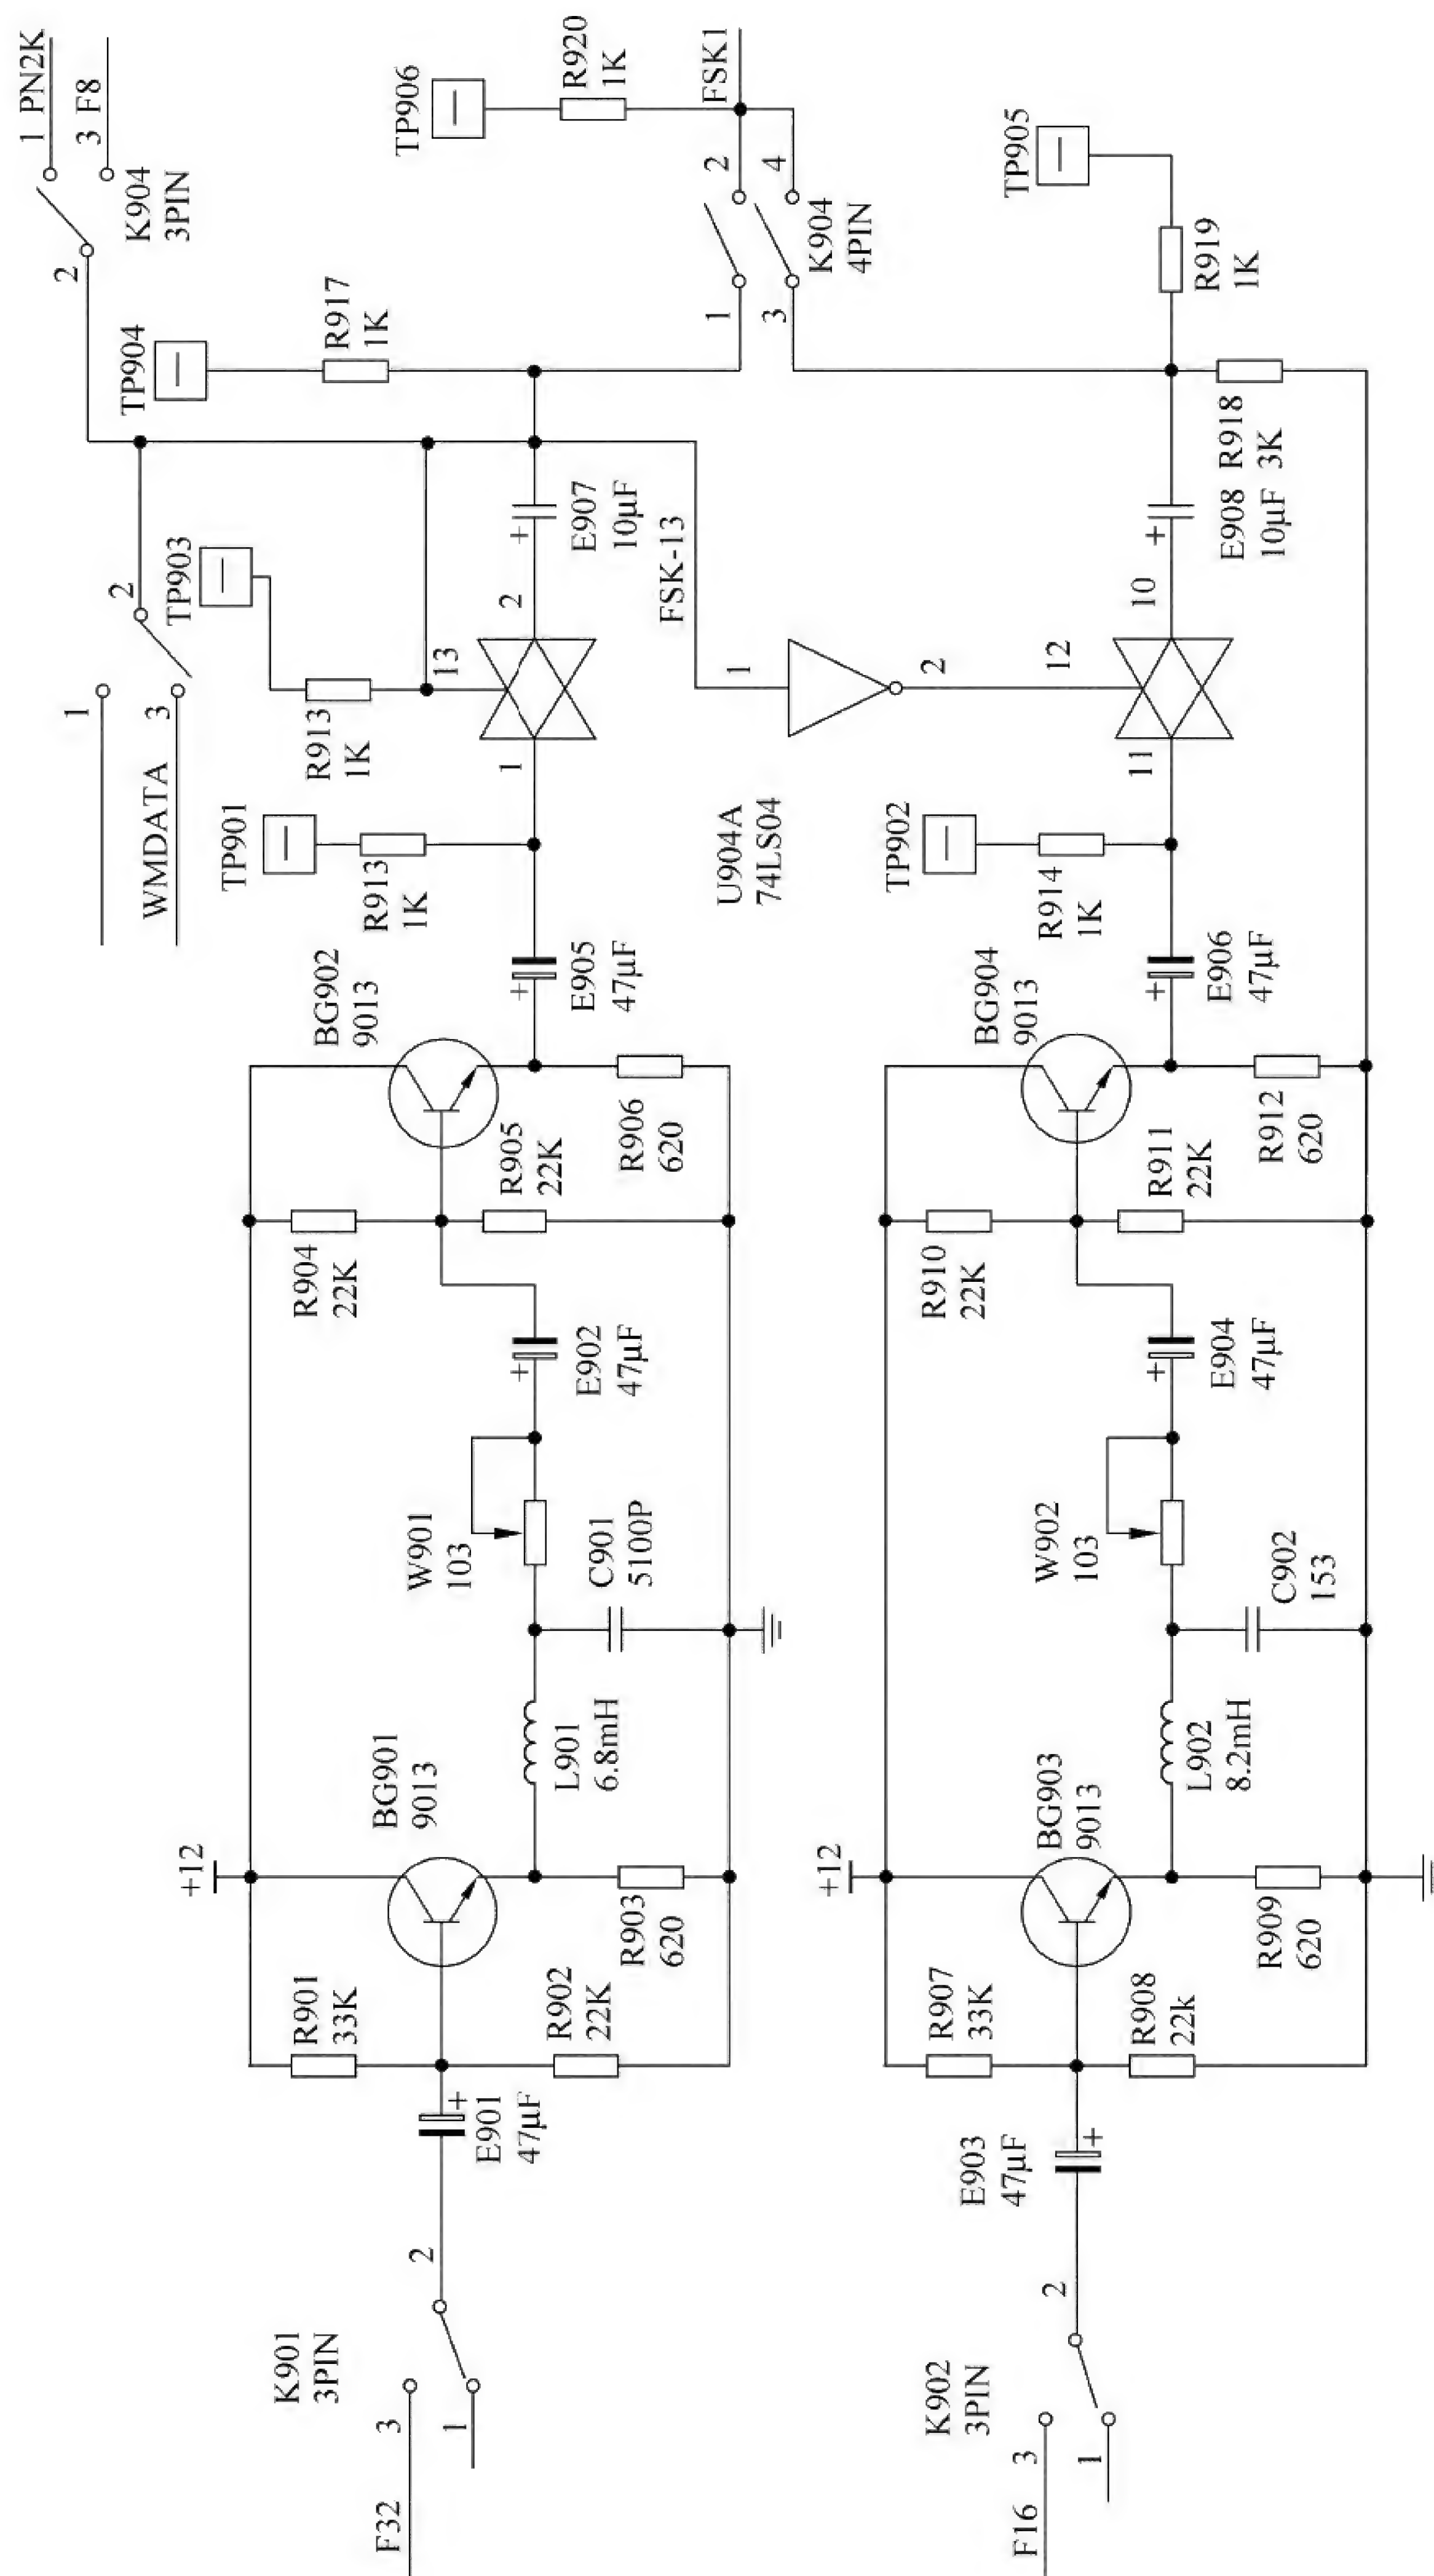 F32
3
1
K901
3PIN
2
E901
47μF
+
R901
33K
R902
22K
+12
BG901
9013
R903
620
L901
6.8mH
C901
5100P
W901
103
+
E902
47μF
R904
22K
R905
22K
BG902
9013
R906
620
+
E905
47μF
TP901
R913
1K
1
2
13
R913
1K
TP903
WMDATA
1
3
2
+
E907
10μF
FSK-13
TP904
R917
1K
2
K904
3PIN
1 PN2K
3 F8
TP906
R920
1K
FSK1
1
2
3
4
K904
4PIN
U904A
74LS04
1
2
F16
3
1
K902
3PIN
2
E903
47μF
+
R907
33K
R908
22k
+12
BG903
9013
R909
620
L902
8.2mH
C902
153
W902
103
+
E904
47μF
R910
22K
R911
22K
BG904
9013
R912
620
+
E906
47μF
TP902
R914
1K
11
12
10
+
E908
10μF
R918
3K
R919
1K
TP905